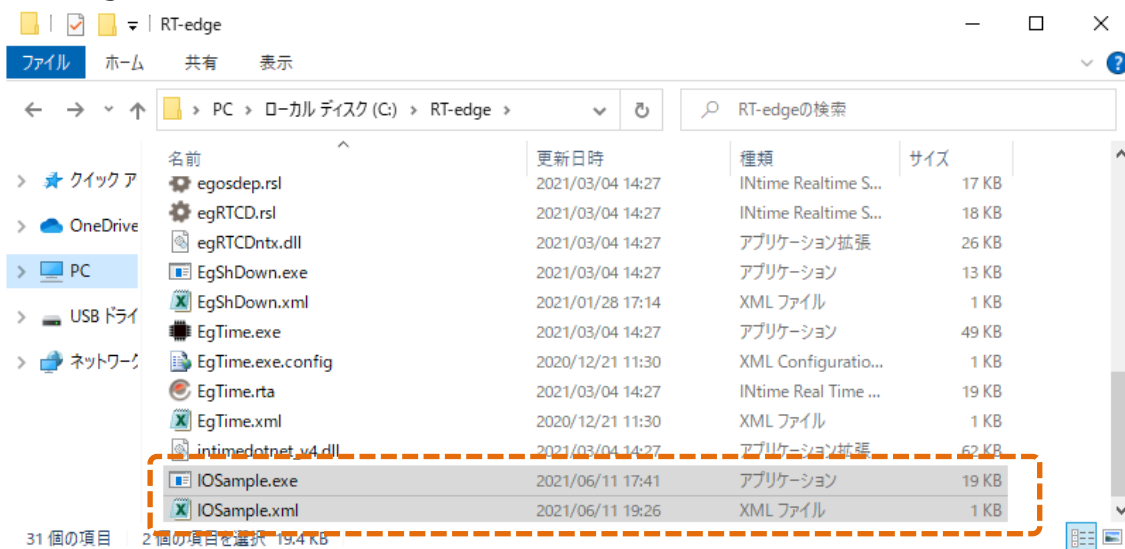 RT-edge
ファイル ホーム 共有 表示
PC > ローカル ディスク (C:) > RT-edge >
RT-edgeの検索
名前 更新日時 種類 サイズ
クイック ア
OneDrive
PC
USB ドライ
ネットワーク
egosdep.rsl 2021/03/04 14:27 INtime Realtime S... 17 KB
egRTCD.rsl 2021/03/04 14:27 INtime Realtime S... 18 KB
egRTCDntx.dll 2021/03/04 14:27 アプリケーション拡張 26 KB
EgShDown.exe 2021/03/04 14:27 アプリケーション 13 KB
EgShDown.xml 2021/01/28 17:14 XML ファイル 1 KB
EgTime.exe 2021/03/04 14:27 アプリケーション 49 KB
EgTime.exe.config 2020/12/21 11:30 XML Configuratio... 1 KB
EgTime.rta 2021/03/04 14:27 INtime Real Time ... 19 KB
EgTime.xml 2020/12/21 11:30 XML ファイル 1 KB
intimedotnet_v4.dll 2021/03/04 14:27 アプリケーション拡張 62 KB
IOSample.exe 2021/06/11 17:41 アプリケーション 19 KB
IOSample.xml 2021/06/11 19:26 XML ファイル 1 KB
31 個の項目 2 個の項目を選択 19.4 KB